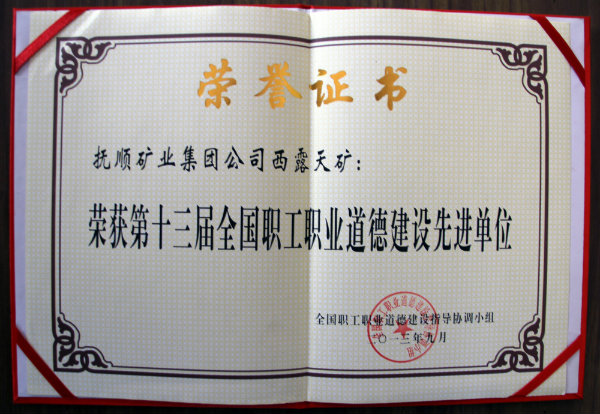 荣誉证书
抚顺矿业集团公司西露天矿：
荣获第十三届全国职工职业道德建设先进单位
全国职工职业道德建设指导协调小组
〇一三年九月